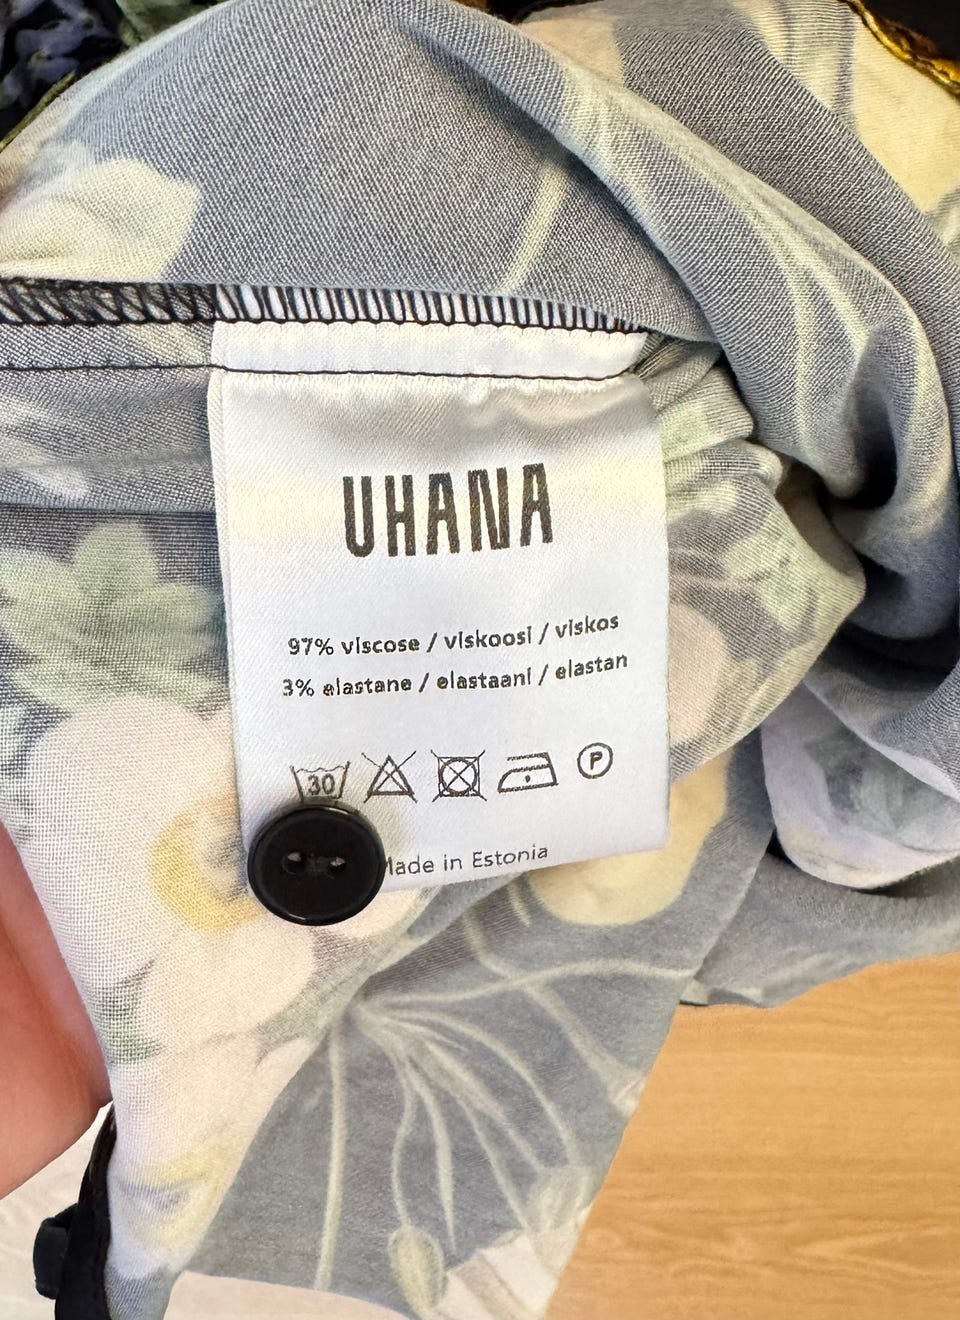 UHANA
97% viscose / viskoosi / viskos
3% elastane / elastaani / elastan
30 P
Made in Estonia